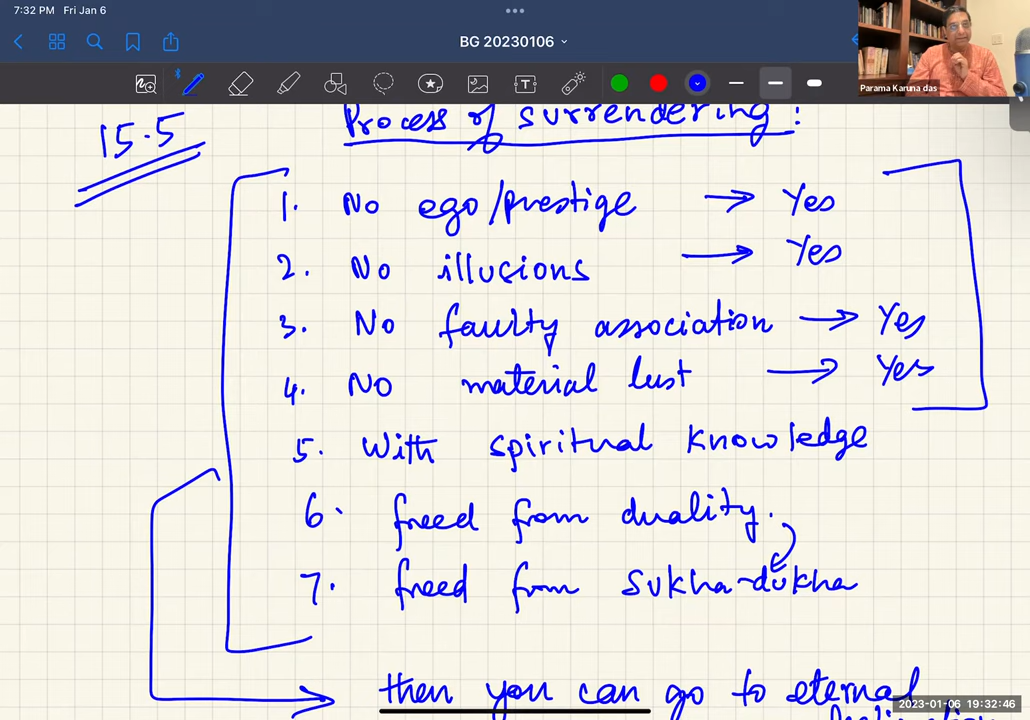 7:32 PM Fri Jan 6
BG 20230106
Parama Karuna das
15.5
Process of surrendering :
1. No ego/prestige → Yes
2. No illusions → Yes
3. No faulty association → Yes
4. No material lust → Yes
5. With spiritual knowledge
6. freed from duality.
7. freed from Sukha-dukha
then you can go to eternal
2023-01-06 19:32:46